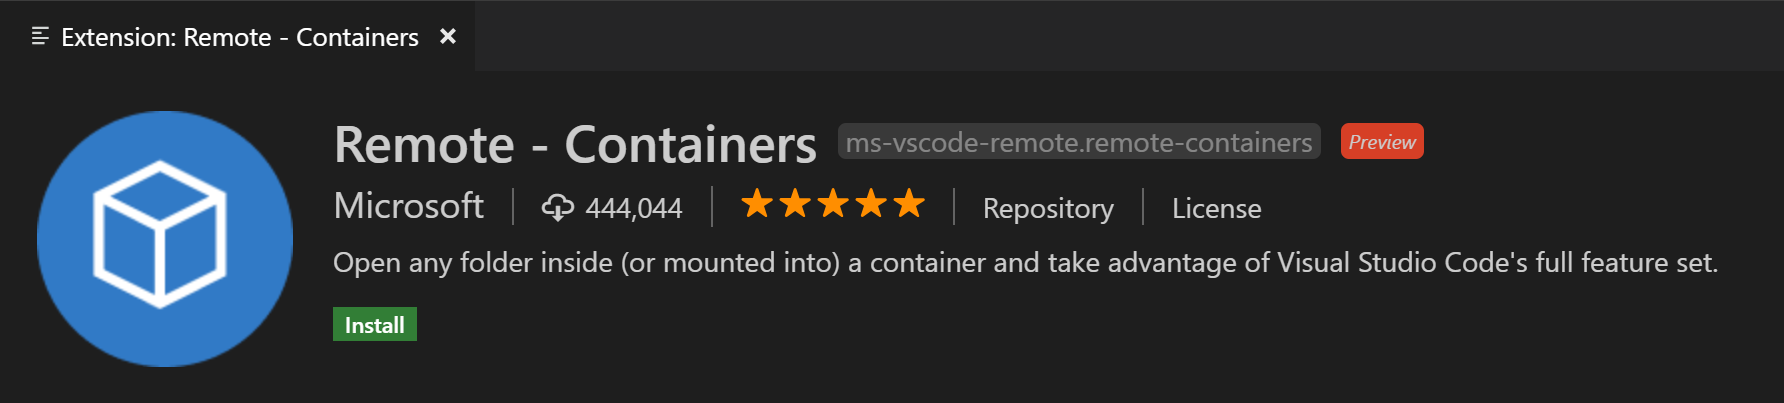 Extension: Remote - Containers
Remote - Containers ms-vscode-remote.remote-containers Preview
Microsoft 444,044 Repository License
Open any folder inside (or mounted into) a container and take advantage of Visual Studio Code's full feature set.
Install